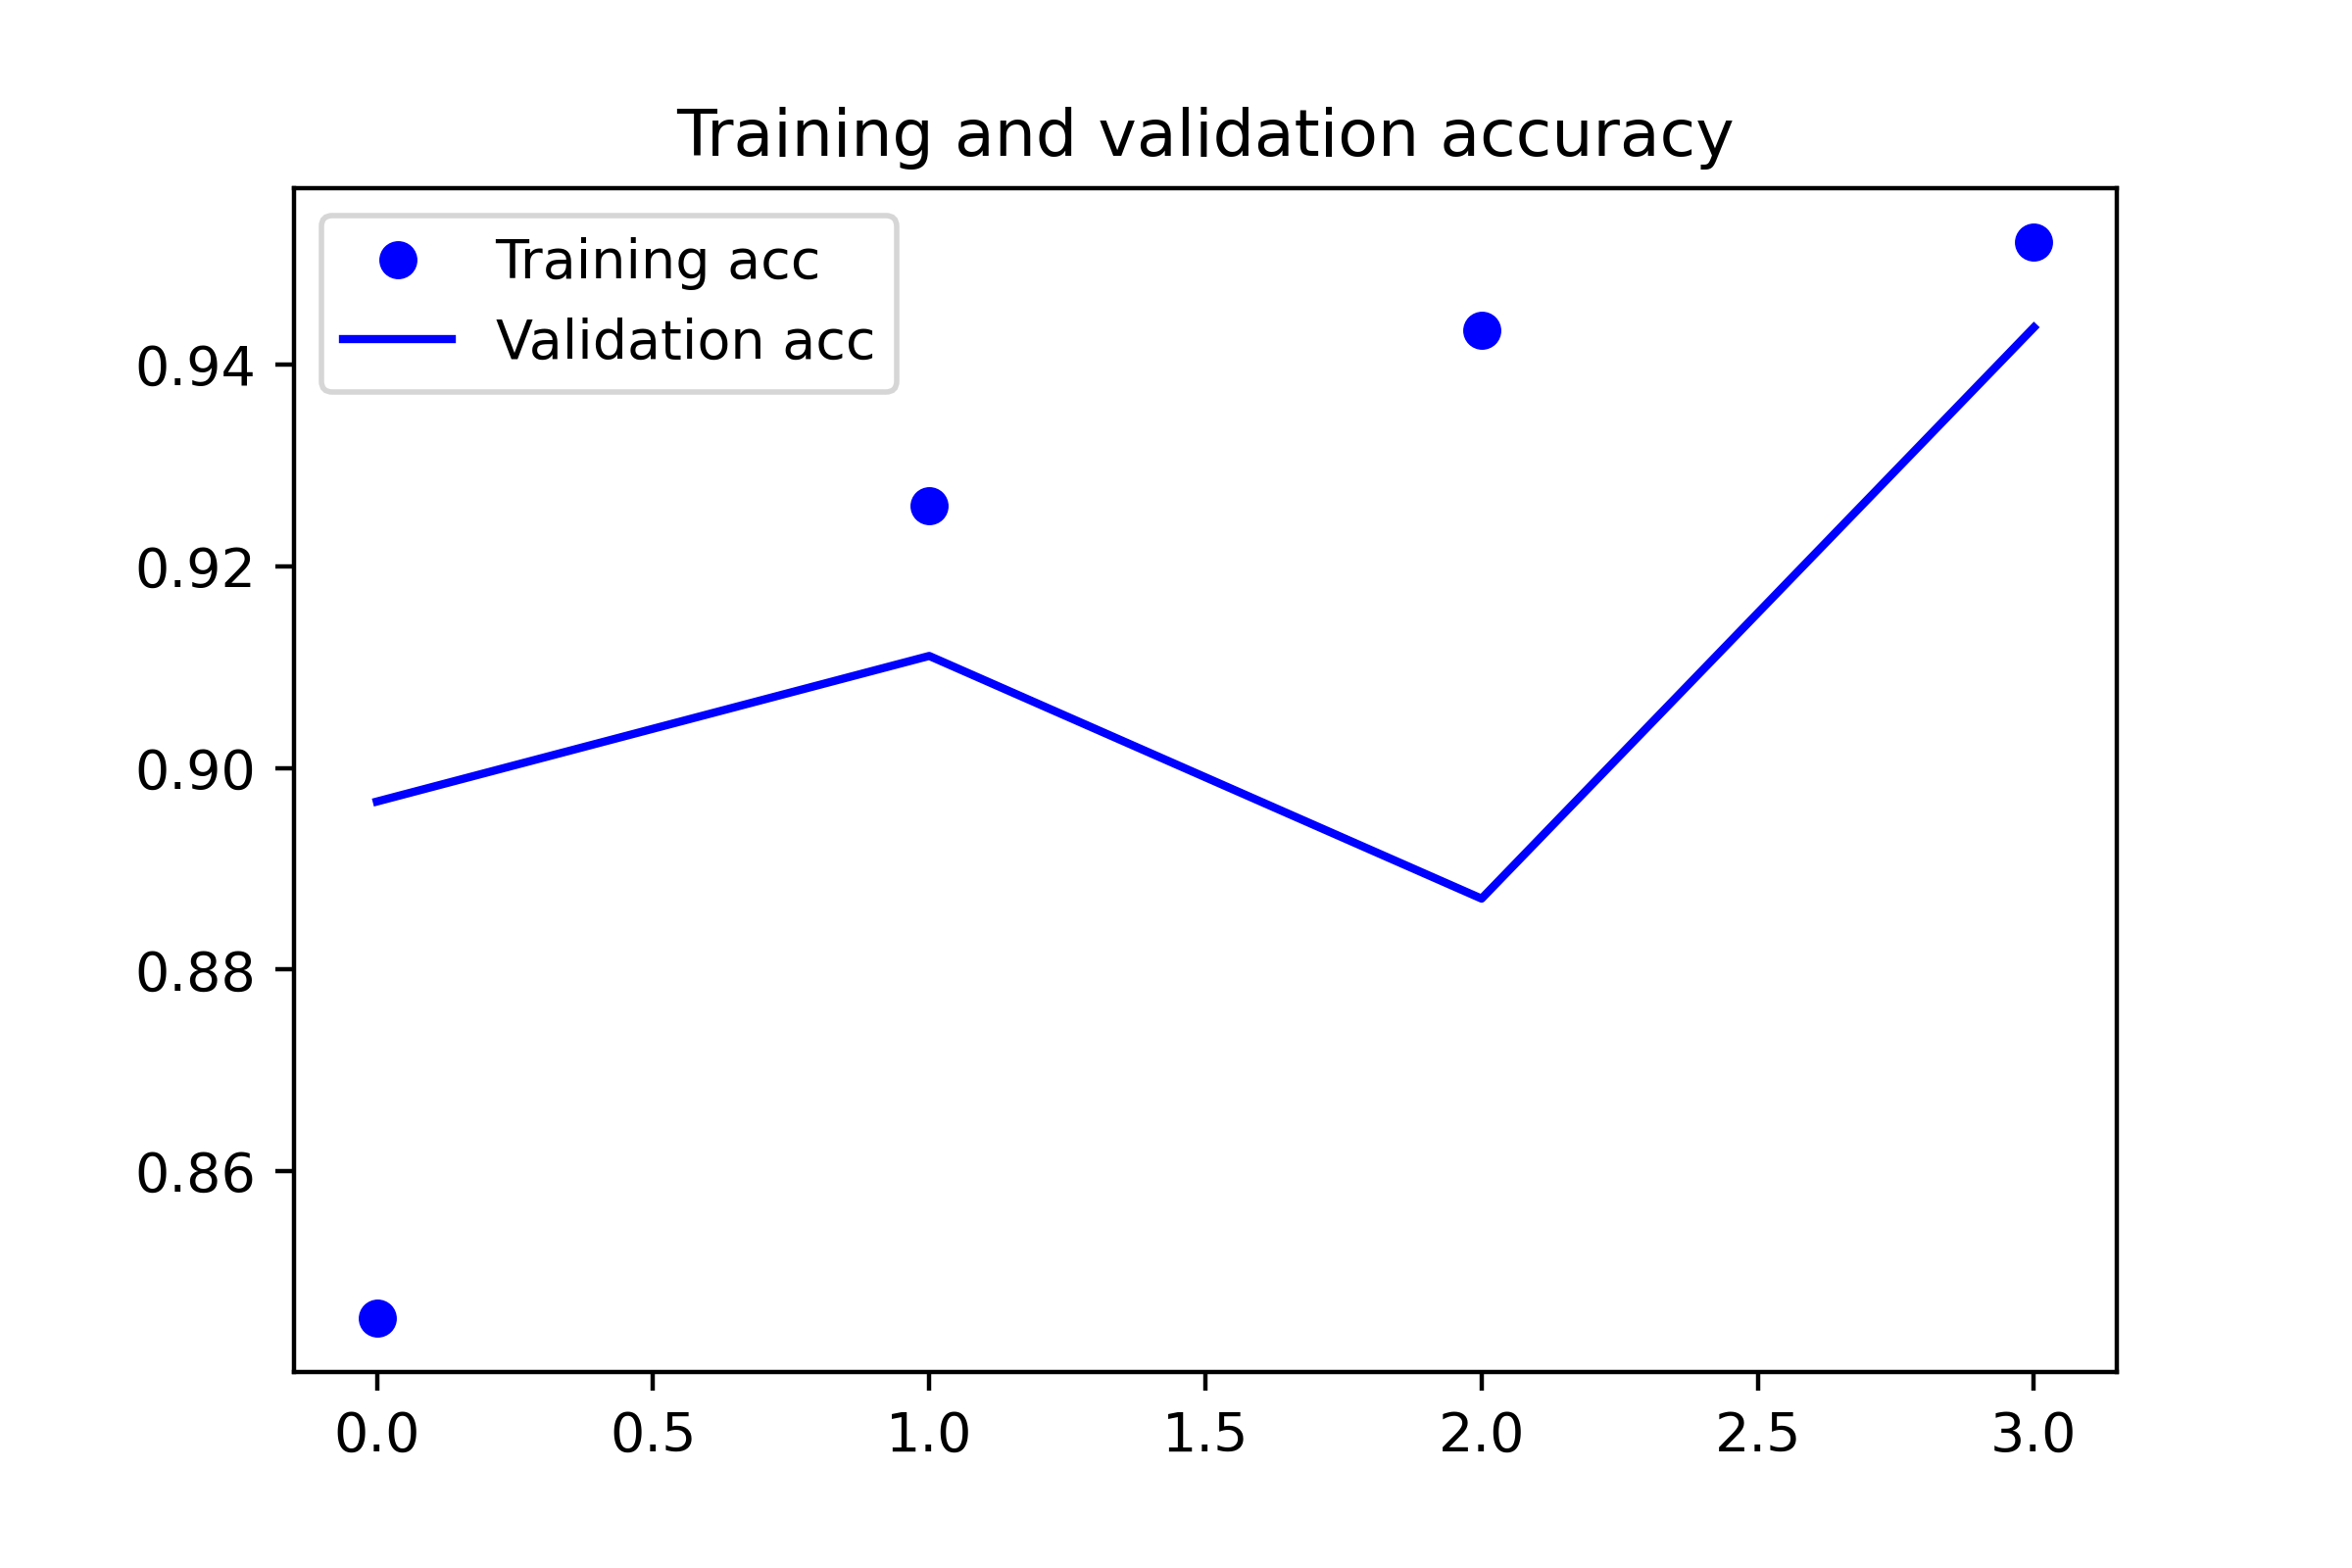 Training and validation accuracy
Training acc
Validation acc
0.94
0.92
0.90
0.88
0.86
0.0 0.5 1.0 1.5 2.0 2.5 3.0